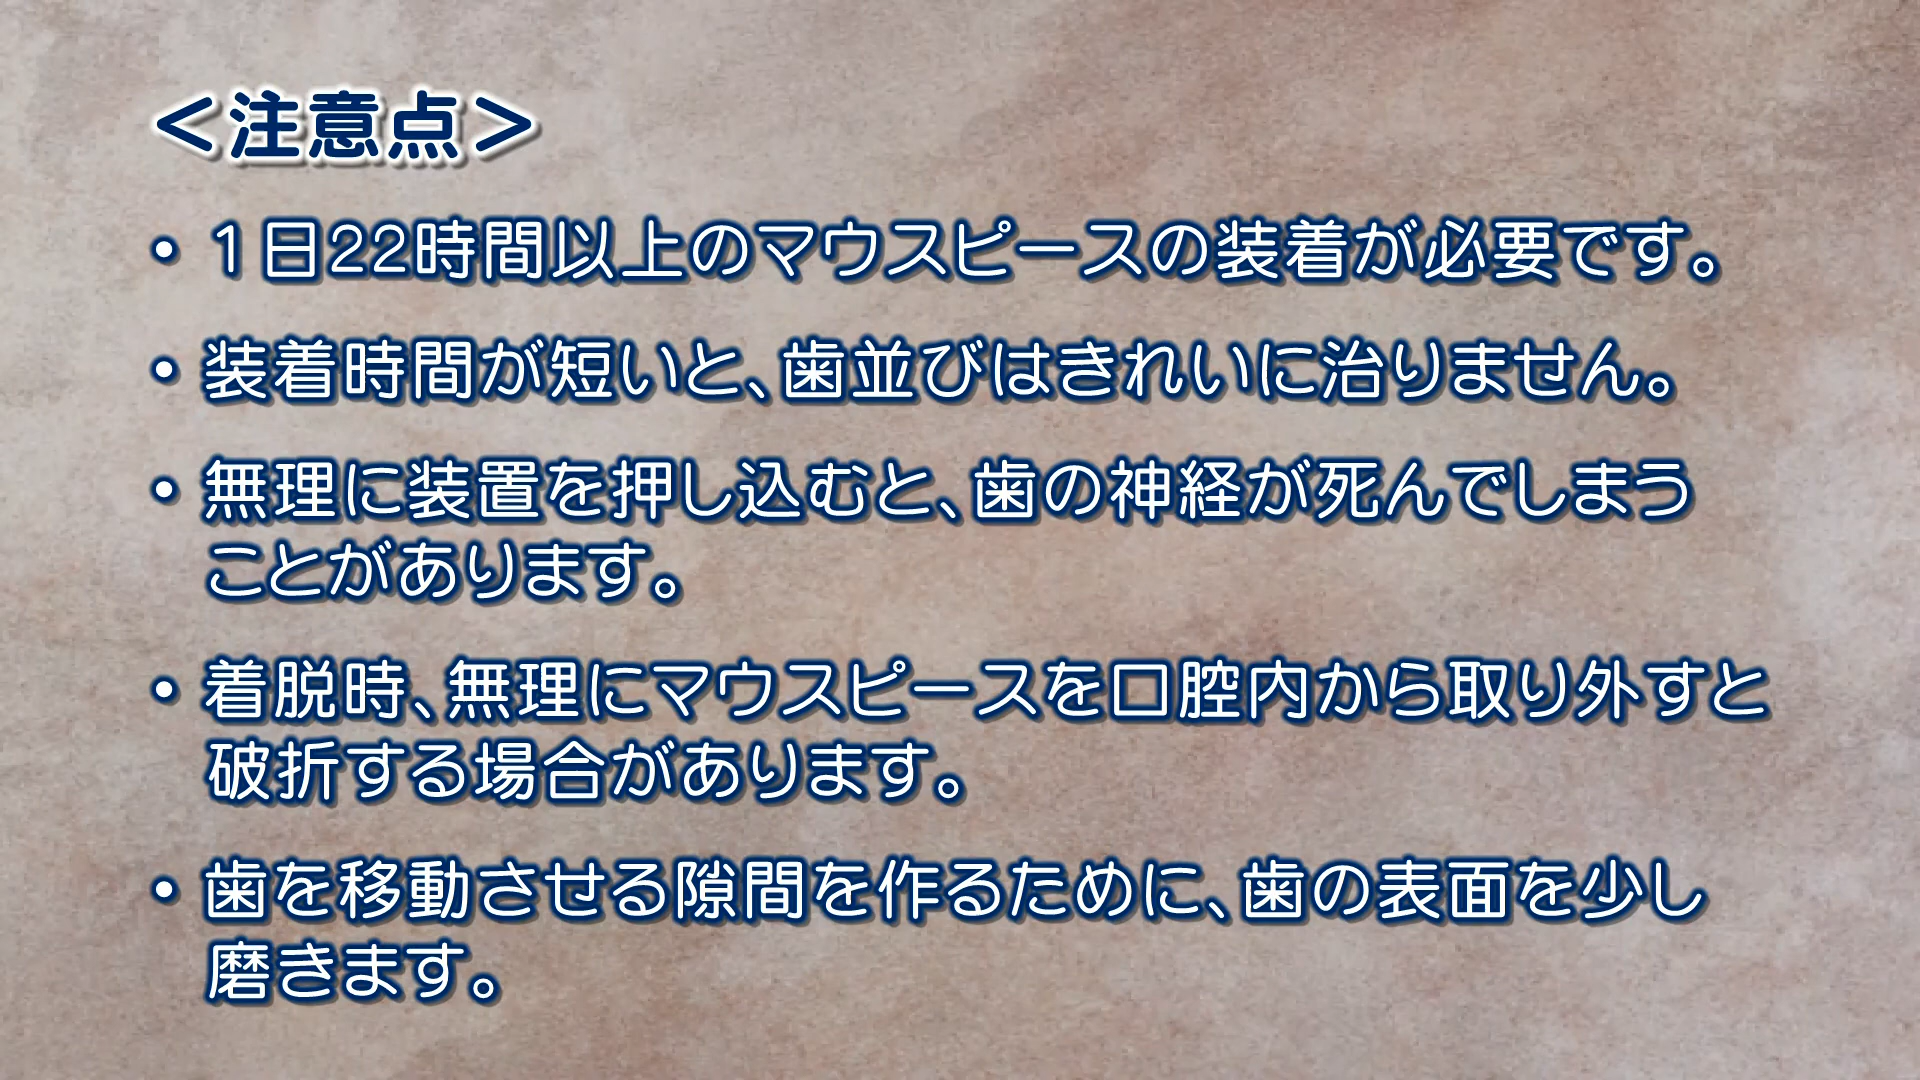 ＜注意点＞
・1日22時間以上のマウスピースの装着が必要です。
・装着時間が短いと、歯並びはきれいに治りません。
・無理に装置を押し込むと、歯の神経が死んでしまう
ことがあります。
・着脱時、無理にマウスピースを口腔内から取り外すと
破折する場合があります。
・歯を移動させる隙間を作るために、歯の表面を少し
磨きます。